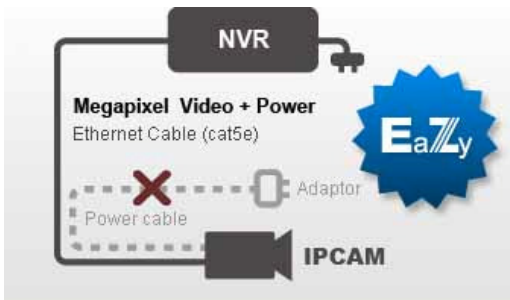 NVR
Megapixel Video + Power
Ethernet Cable (cat5e)
EaZy
Adaptor
Power cable
IPCAM